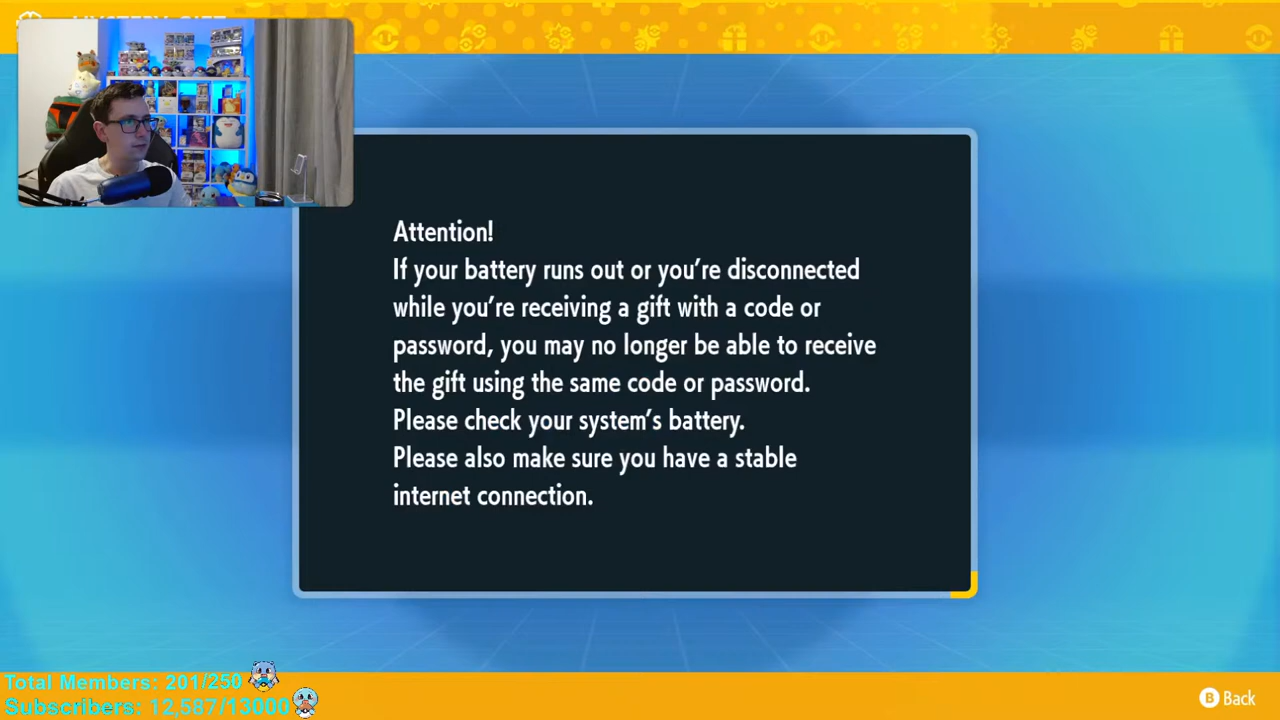 MYSTERY GIFT
Attention!
If your battery runs out or you're disconnected
while you're receiving a gift with a code or
password, you may no longer be able to receive
the gift using the same code or password.
Please check your system's battery.
Please also make sure you have a stable
internet connection.
Total Members: 201/250
Subscribers: 12,587/13000
B Back